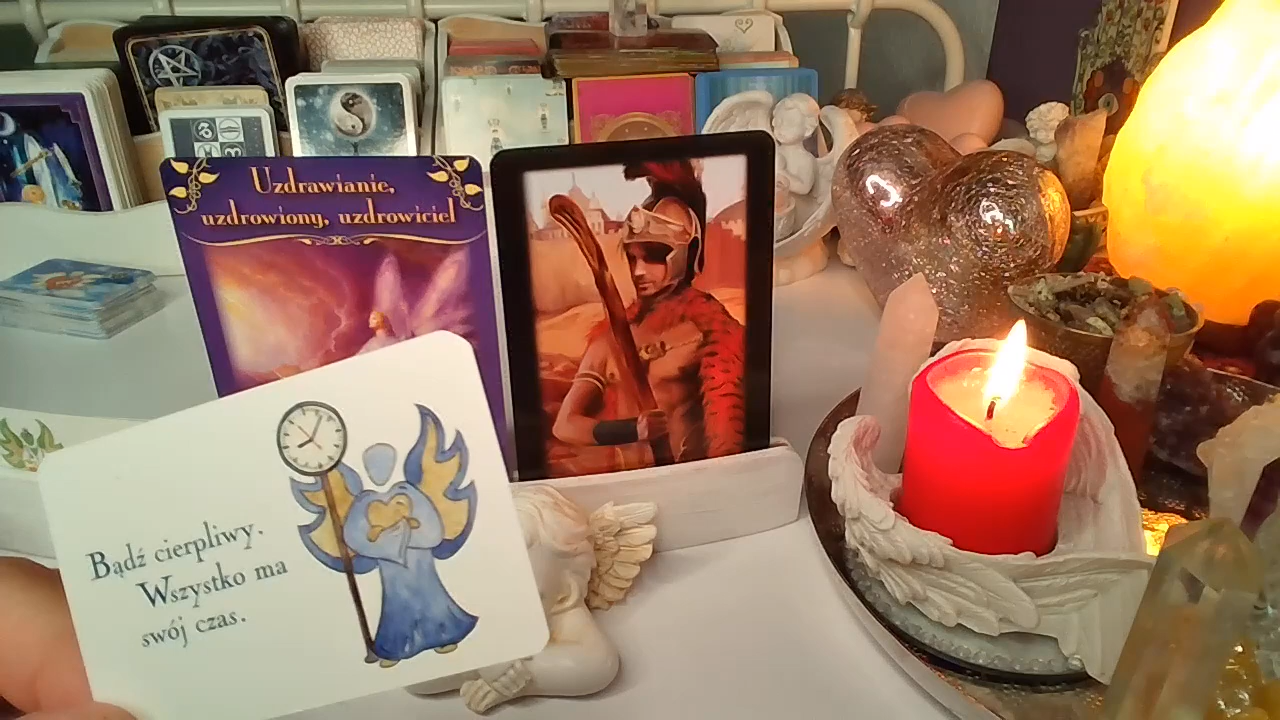 Uzdrawianie,
uzdrowiony, uzdrowiciel
Bądź cierpliwy.
Wszystko ma
swój czas.